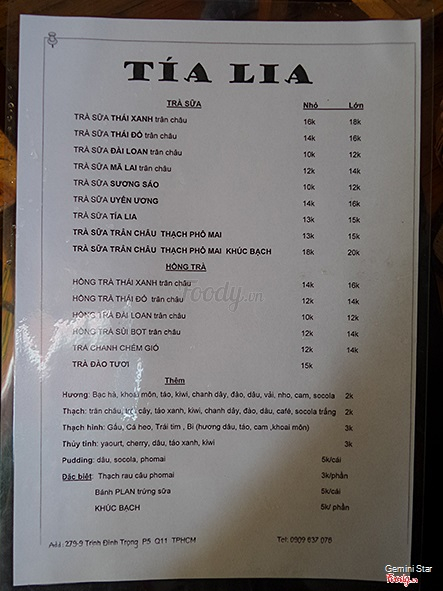 TÍA LIA
TRÀ SỮA Nhỏ Lớn
TRÀ SỮA THÁI XANH trân châu 16k 18k
TRÀ SỮA THÁI ĐỎ trân châu 14k 16k
TRÀ SỮA ĐÀI LOAN trân châu 10k 12k
TRÀ SỮA MÃ LAI trân châu 12k 14k
TRÀ SỮA SƯƠNG SÁO 10k 12k
TRÀ SỮA UYÊN ƯƠNG 14k 16k
TRÀ SỮA TÍA LIA 13k 15k
TRÀ SỮA TRÂN CHÂU THẠCH PHÔ MAI 13k 15k
TRÀ SỮA TRÂN CHÂU THẠCH PHÔ MAI KHÚC BẠCH 18k 20k
HỒNG TRÀ
HỒNG TRÀ THÁI XANH trân châu 14k 16k
HỒNG TRÀ THÁI ĐỎ trân châu 12k 14k
HỒNG TRÀ ĐÀI LOAN trân châu 10k 12k
HỒNG TRÀ SỦI BỌT trân châu 12k 14k
TRÀ CHANH CHÉM GIÓ 12k 14k
TRÀ ĐÀO TƯƠI 15k
Thêm
Hương: Bạc hà, khoai môn, táo, kiwi, chanh dây, đào, dâu, vải, nho, cam, socola 2k
Thạch: trân châu, trái cây, táo xanh, kiwi, chanh dây, đào, dâu, café, socola trắng 2k
Thạch hình: Gấu, Cá heo, Trái tim , Bi (hương dâu, táo, cam ,khoai môn) 3k
Thủy tinh: yaourt, cherry, dâu, táo xanh, kiwi 3k
Pudding: dâu, socola, phomai 5k/cái
Đặc biệt: Thạch rau câu phomai 3k/phần
Bánh PLAN trứng sữa 5k/cái
KHÚC BẠCH 5k/ phần
Add : 279-9 Trịnh Đình Trọng P5 Q11 TPHCM Tel: 0909 637 076
Foody.vn
Gemini Star
Foody.vn